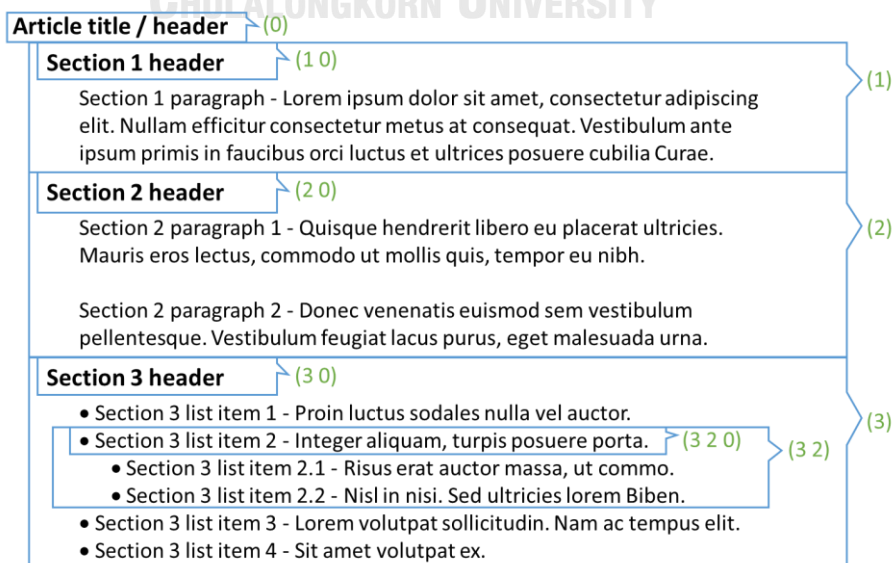 CHULALONGKORN UNIVERSITY
Article title / header (0)
Section 1 header (1 0)
(1)
Section 1 paragraph - Lorem ipsum dolor sit amet, consectetur adipiscing
elit. Nullam efficitur consectetur metus at consequat. Vestibulum ante
ipsum primis in faucibus orci luctus et ultrices posuere cubilia Curae.
Section 2 header (2 0)
Section 2 paragraph 1 - Quisque hendrerit libero eu placerat ultricies.
(2)
Mauris eros lectus, commodo ut mollis quis, tempor eu nibh.
Section 2 paragraph 2 - Donec venenatis euismod sem vestibulum
pellentesque. Vestibulum feugiat lacus purus, eget malesuada urna.
Section 3 header (3 0)
• Section 3 list item 1 - Proin luctus sodales nulla vel auctor.
(3)
• Section 3 list item 2 - Integer aliquam, turpis posuere porta. (3 2 0)
(3 2)
• Section 3 list item 2.1 - Risus erat auctor massa, ut commo.
• Section 3 list item 2.2 - Nisl in nisi. Sed ultricies lorem Biben.
• Section 3 list item 3 - Lorem volutpat sollicitudin. Nam ac tempus elit.
• Section 3 list item 4 - Sit amet volutpat ex.